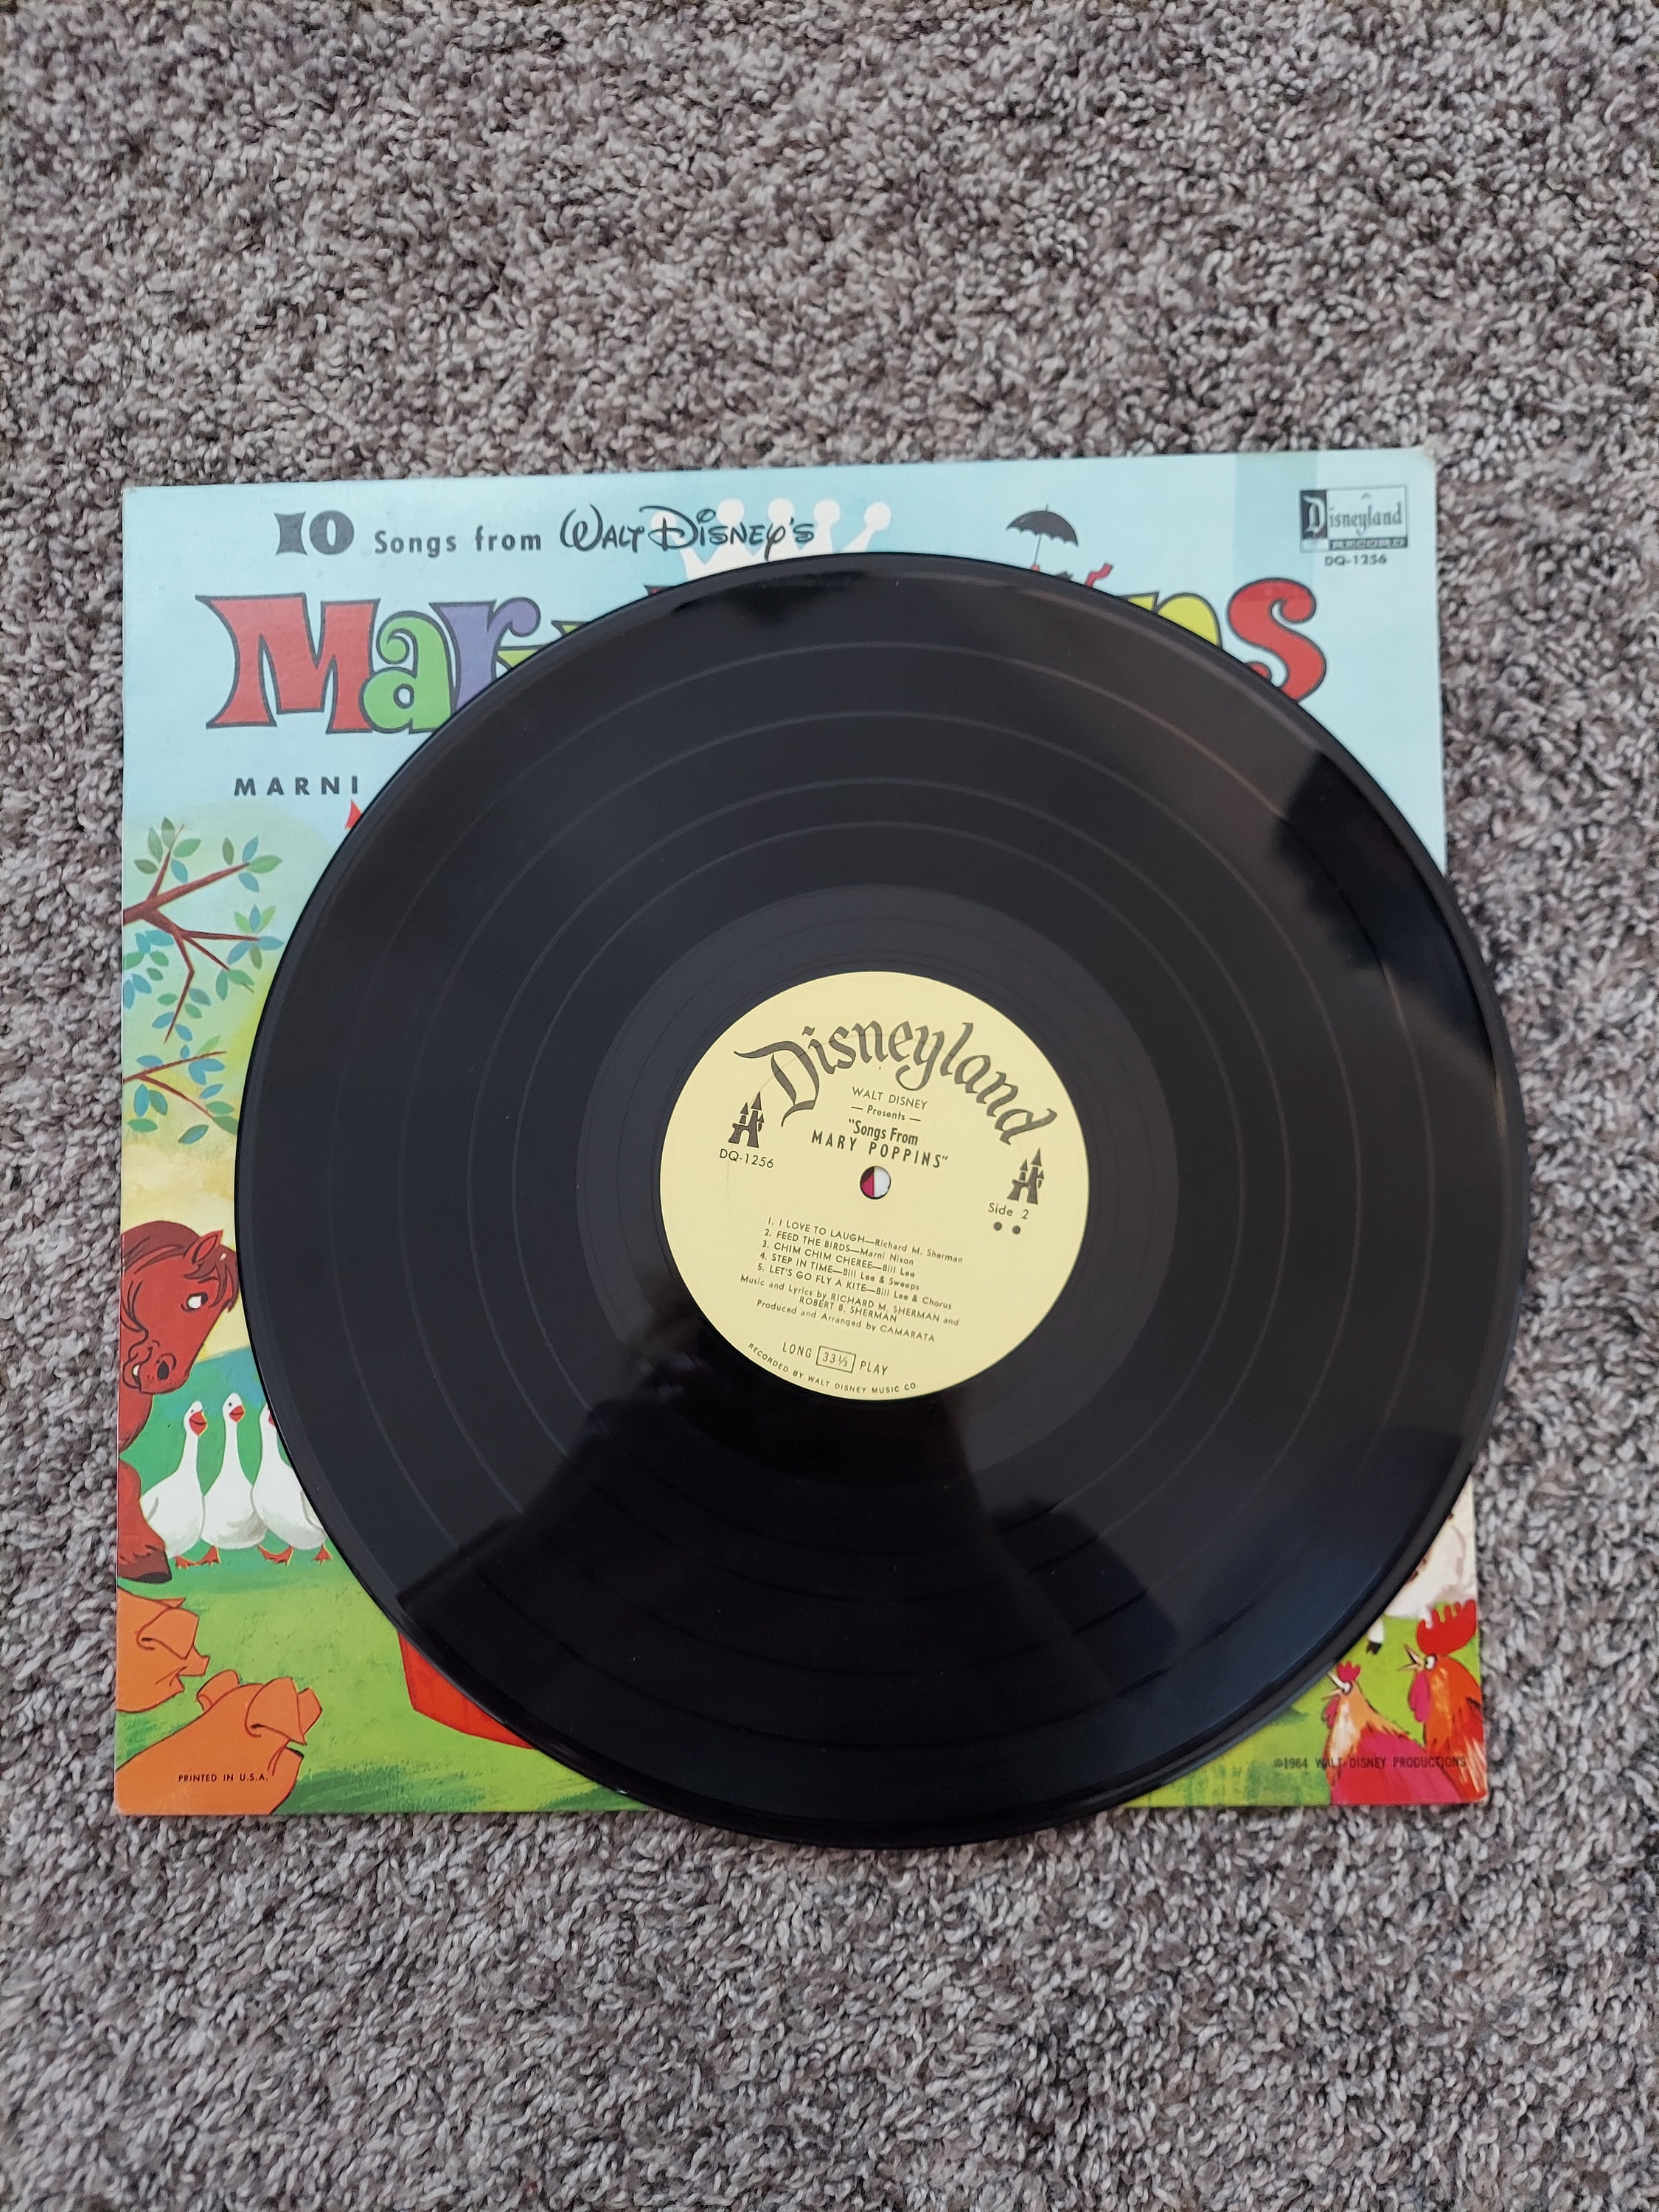 10 Songs from WALT DISNEY'S
Disneyland
RECORD
DQ-1256
Mar
ns
MARNI
Disneyland
WALT DISNEY
— Presents —
"Songs From
MARY POPPINS"
DQ-1256
Side 2
1. I LOVE TO LAUGH—Richard M. Sherman
2. FEED THE BIRDS—Marni Nixon
3. CHIM CHIM CHEREE—Bill Lee
4. STEP IN TIME—Bill Lee & Sweeps
5. LET'S GO FLY A KITE—Bill Lee & Chorus
Music and Lyrics by RICHARD M. SHERMAN and
ROBERT B. SHERMAN
Produced and Arranged by CAMARATA
LONG 33⅓ PLAY
RECORDED BY WALT DISNEY MUSIC CO.
PRINTED IN U.S.A.
©1964 WALT DISNEY PRODUCTIONS